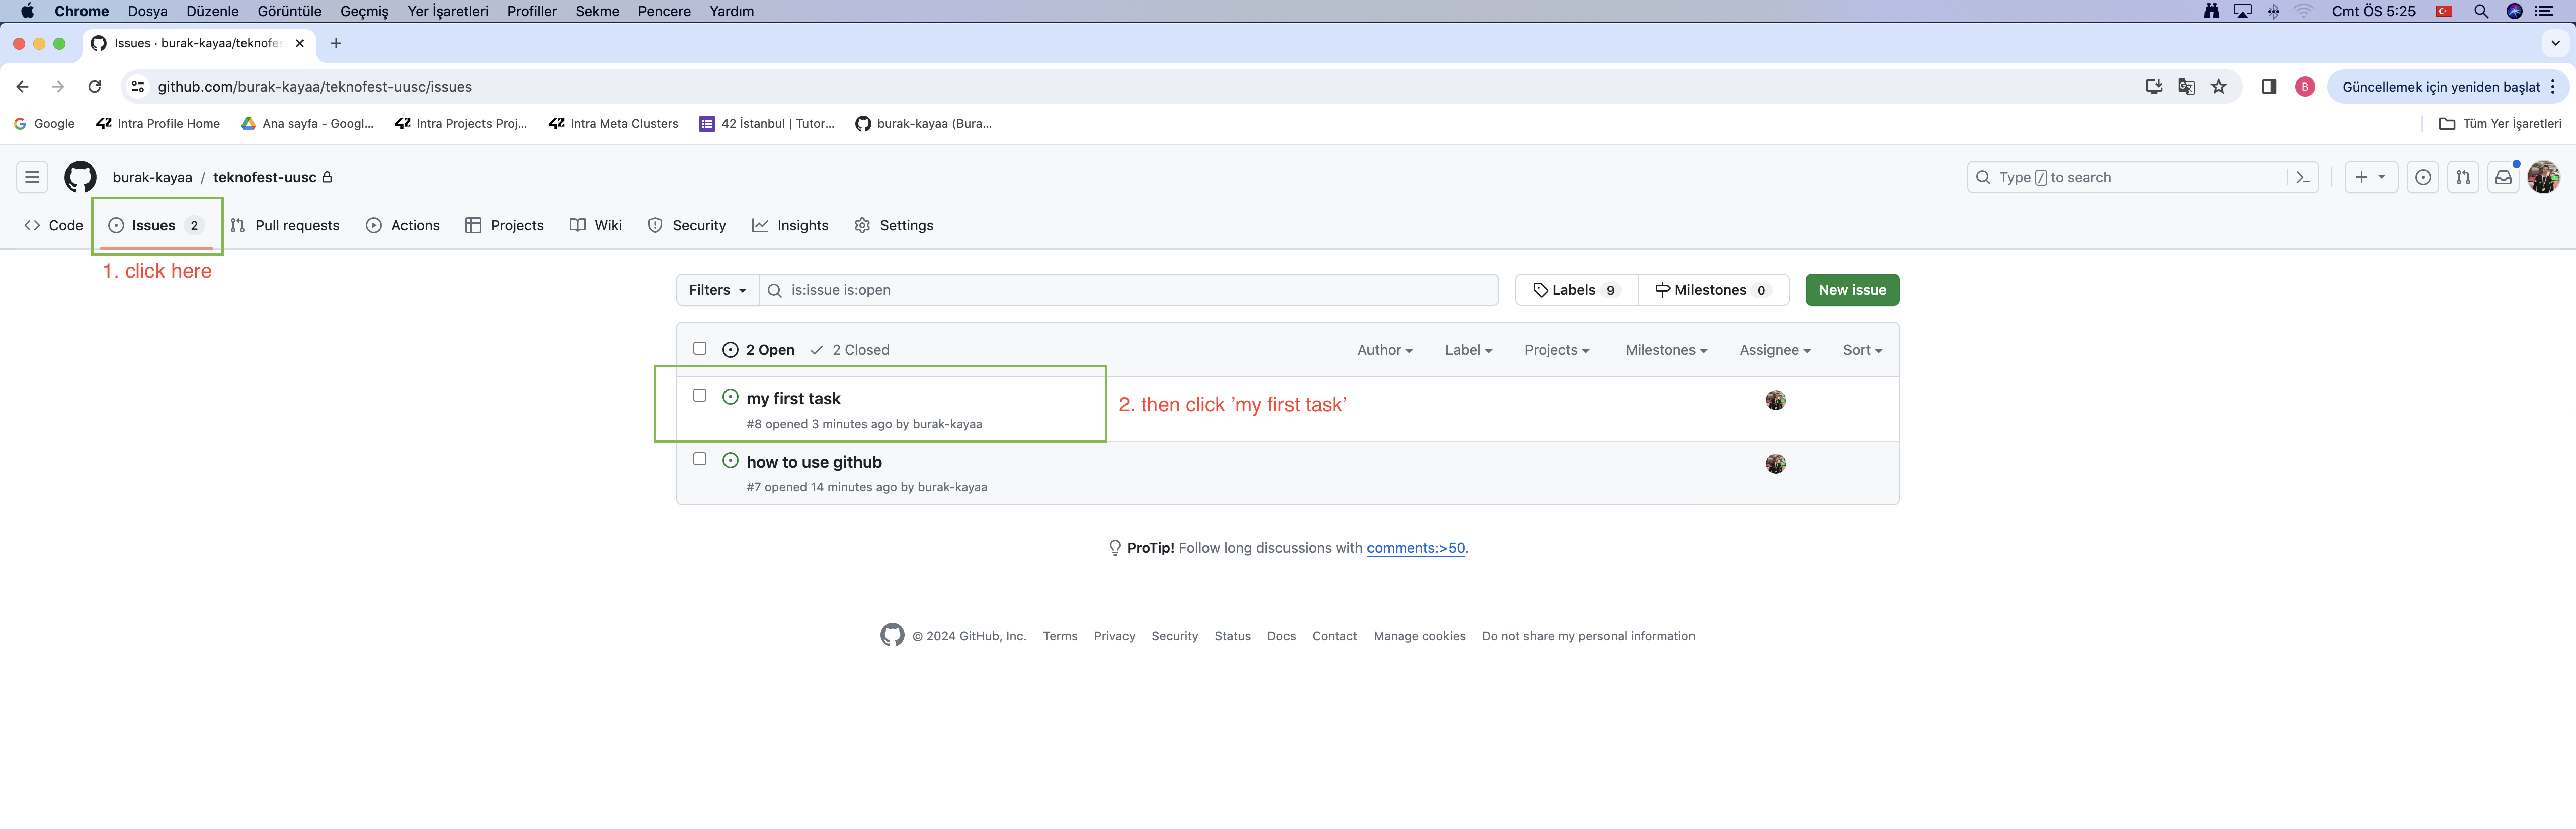 Chrome Dosya Düzenle Görüntüle Geçmiş Yer İşaretleri Profiller Sekme Pencere Yardım Cmt ÖS 5:25
Issues · burak-kayaa/teknofes
github.com/burak-kayaa/teknofest-uusc/issues B Güncellemek için yeniden başlat
Google 42 Intra Profile Home Ana sayfa - Googl... 42 Intra Projects Proj... 42 Intra Meta Clusters 42 İstanbul | Tutor... burak-kayaa (Bura... Tüm Yer İşaretleri
burak-kayaa / teknofest-uusc Type / to search
Code Issues 2 Pull requests Actions Projects Wiki Security Insights Settings
1. click here
Filters is:issue is:open Labels 9 Milestones 0 New issue
2 Open 2 Closed Author Label Projects Milestones Assignee Sort
my first task
2. then click ’my first task’
#8 opened 3 minutes ago by burak-kayaa
how to use github
#7 opened 14 minutes ago by burak-kayaa
ProTip! Follow long discussions with comments:>50.
© 2024 GitHub, Inc. Terms Privacy Security Status Docs Contact Manage cookies Do not share my personal information